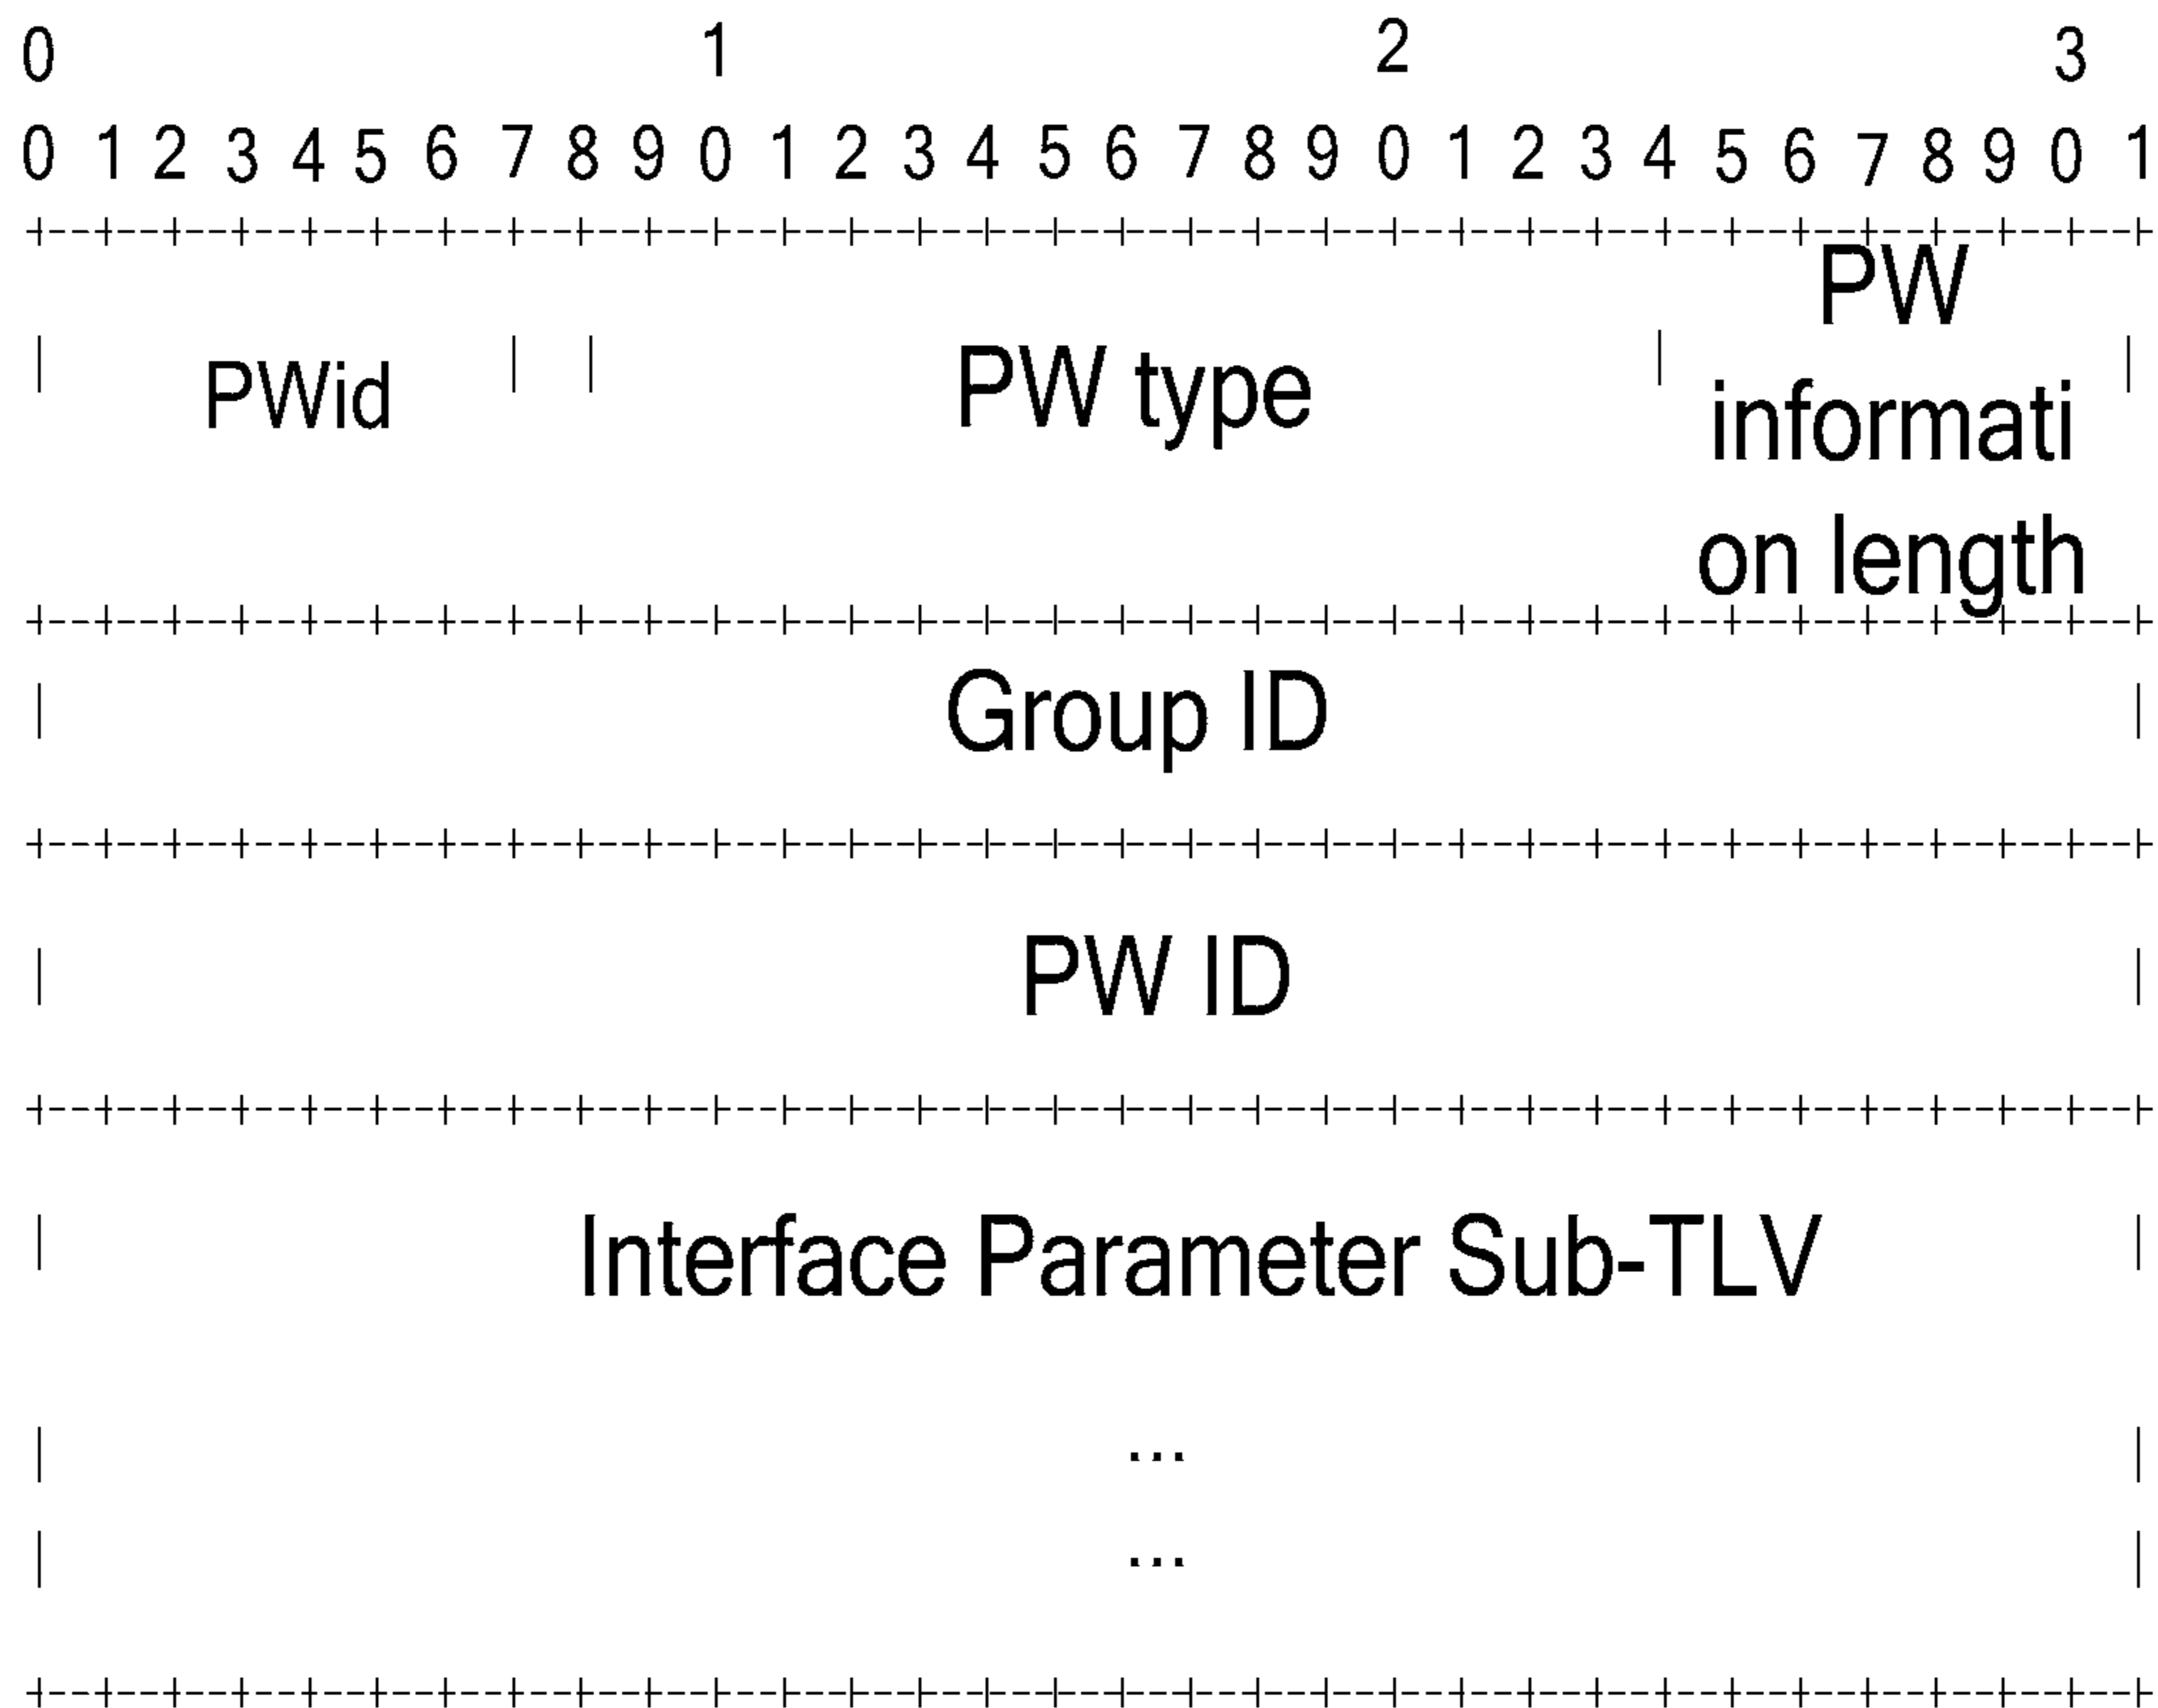 0 1 2 3
0 1 2 3 4 5 6 7 8 9 0 1 2 3 4 5 6 7 8 9 0 1 2 3 4 5 6 7 8 9 0 1
PWid
PW type
PW
informati
on length
Group ID
PW ID
Interface Parameter Sub-TLV
...
...